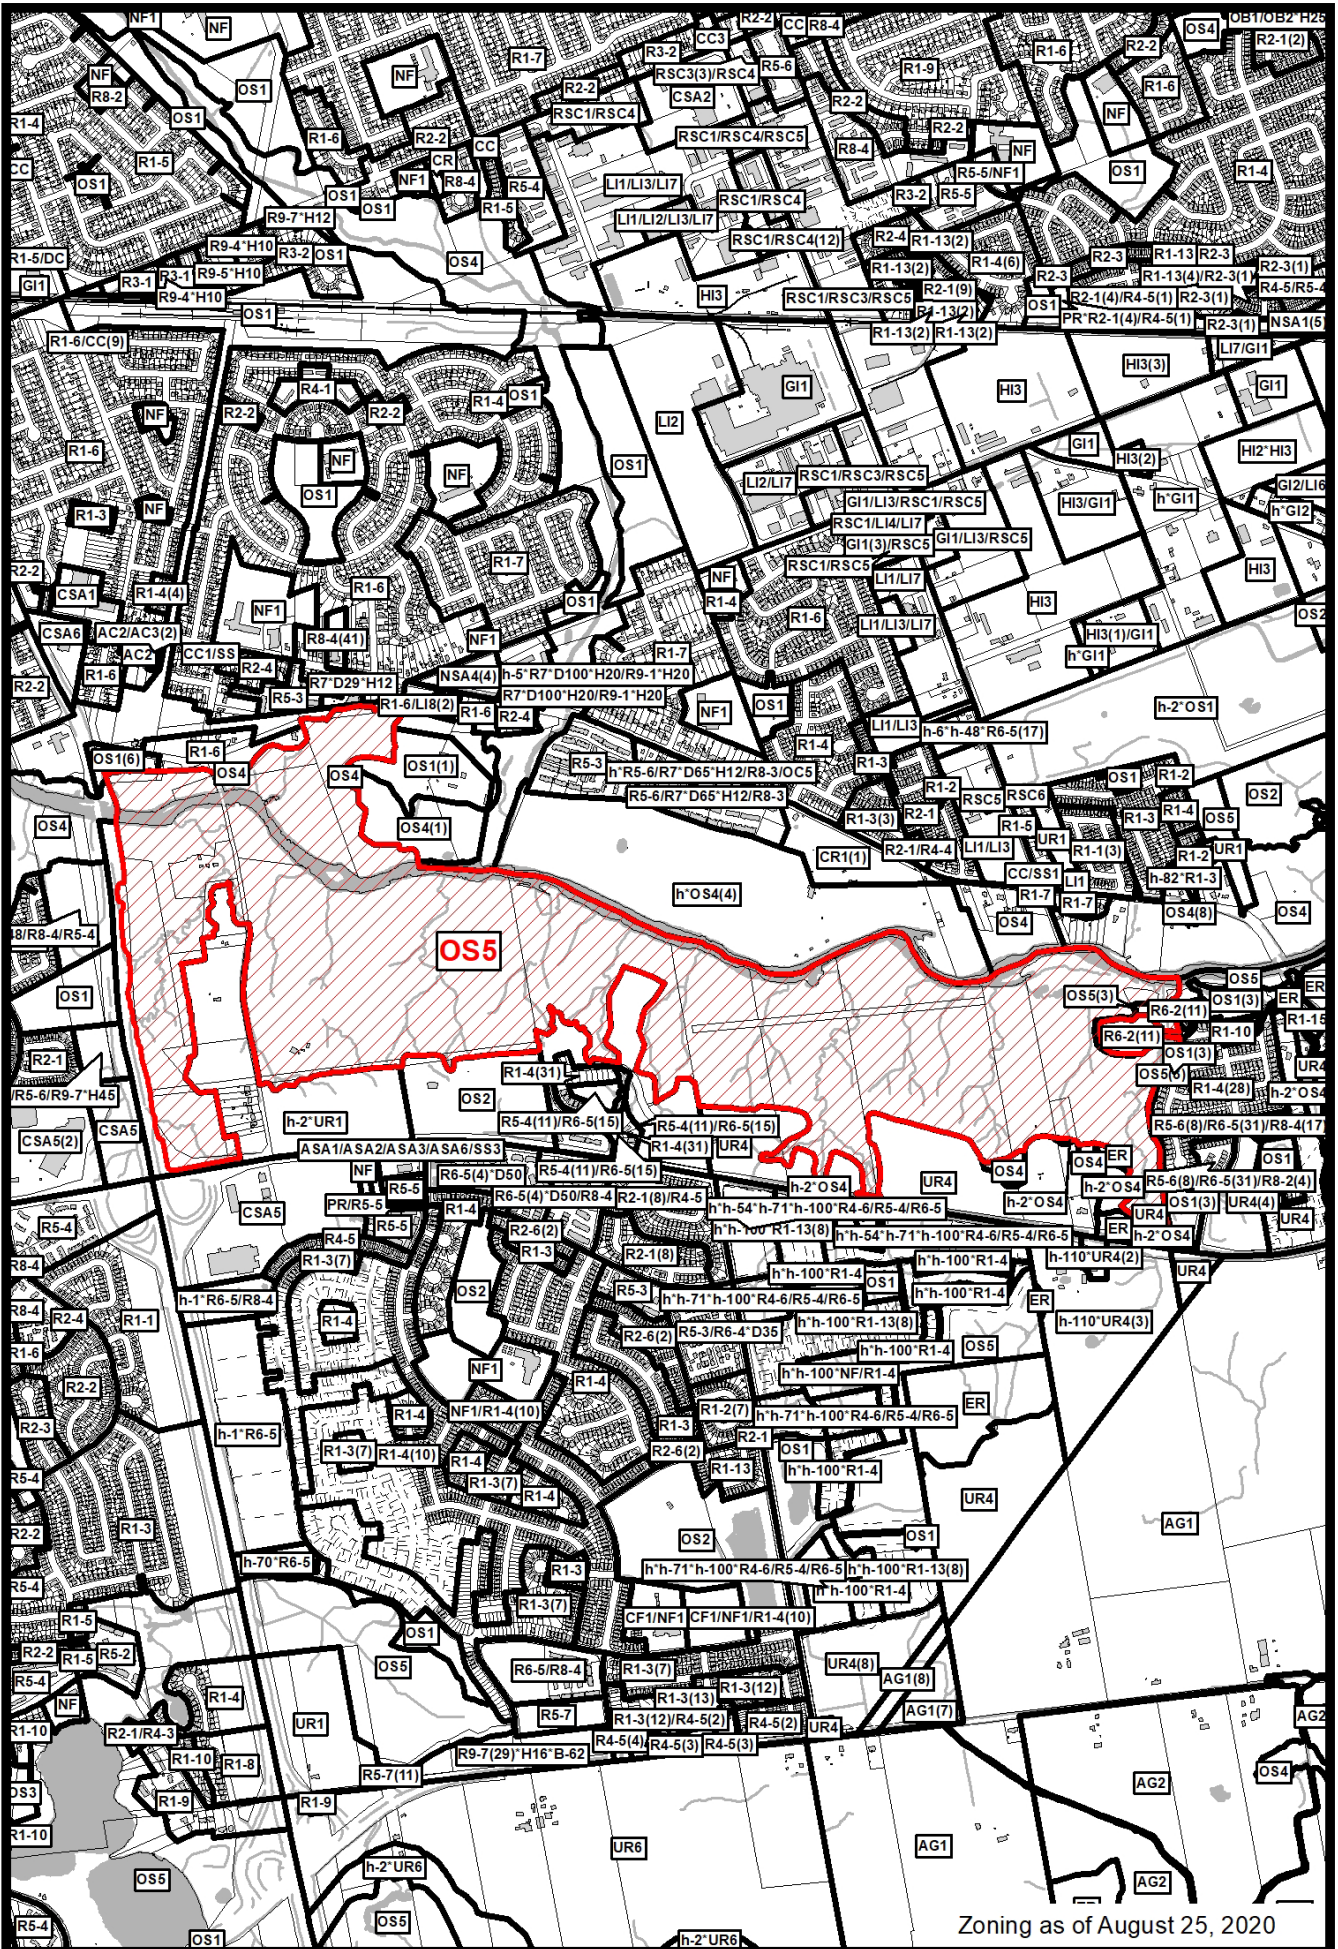 NF1
NF
R2-2
CC
R8-4
OB1/OB2*H25
CC3
OS4
R2-1(2)
R1-7
R3-2
R1-6
R2-2
NF
NF
R5-6
R1-9
RSC3(3)/RSC4
R8-2
OS1
R2-2
CSA2
R1-6
R2-2
OS1
RSC1/RSC4
NF
R1-4
R1-6
R2-2
RSC1/RSC4/RSC5
R2-2
CC
R8-4
NF
CC
R1-5
CR
OS1
NF1
R8-4
R5-4
LI1/LI3/LI7
R5-5/NF1
OS1
R1-4
OS1
OS1
R1-5
RSC1/RSC4
R3-2
R5-5
R9-7*H12
LI1/LI2/LI3/LI7
R9-4*H10
R3-2
OS1
RSC1/RSC4(12)
R2-4
R1-13(2)
R1-5/DC
OS4
R1-4(6)
R2-3
R1-13
R2-3
GI1
R3-1
R3-1
R9-5*H10
R1-13(2)
R2-3
R1-13(4)/R2-3(1)
R2-3(1)
R9-4*H10
HI3
RSC1/RSC3/RSC5
R2-1(9)
R2-1(4)/R4-5(1)
R2-3(1)
R4-5/R5-4
OS1
R1-13(2)
OS1
PR*R2-1(4)/R4-5(1)
R2-3(1)
NSA1(5)
R1-6/CC(9)
R1-13(2)
R1-13(2)
LI7/GI1
R4-1
HI3(3)
GI1
HI3
GI1
R2-2
R2-2
R1-4
OS1
NF
LI2
GI1
HI3(2)
HI2*HI3
R1-6
NF
NF
OS1
OS1
LI2/LI7
RSC1/RSC3/RSC5
GI2/LI6
GI1/LI3/RSC1/RSC5
HI3/GI1
h*GI1
h*GI2
R1-3
NF
RSC1/LI4/LI7
GI1(3)/RSC5
GI1/LI3/RSC5
R2-2
R1-7
RSC1/RSC5
NF
LI1/LI7
HI3
CSA1
R1-4(4)
R1-6
OS1
R1-4
HI3
NF1
R1-6
LI1/LI3/LI7
OS2
CSA6
AC2/AC3(2)
R8-4(41)
NF1
HI3(1)/GI1
AC2
CC1/SS
R2-4
R1-7
h*GI1
R1-6
R7*D29*H12
NSA4(4)
h-5*R7*D100*H20/R9-1*H20
R2-2
R5-3
R7*D100*H20/R9-1*H20
R1-6/LI8(2)
R1-6
R2-4
NF1
OS1
h-2*OS1
LI1/LI3
h-6*h-48*R6-5(17)
R1-6
OS1(6)
OS4
OS4
OS1(1)
R5-3
h*R5-6/R7*D65*H12/R8-3/OC5
R1-4
R1-3
OS1
R1-2
R5-6/R7*D65*H12/R8-3
R1-2
RSC5
RSC6
OS2
R1-4
OS4
OS4(1)
R1-3(3)
R2-1
R1-5
R1-3
OS5
UR1
CR1(1)
R2-1/R4-4
LI1/LI3
R1-1(3)
R1-2
UR1
CC/SS1
LI1
h-82*R1-3
h*OS4(4)
R1-7
R1-7
OS4(8)
OS4
OS4
48/R8-4/R5-4
OS5
OS1
OS5(3)
OS5
ER
OS1(3)
ER
R6-2(11)
R1-15
R6-2(11)
R1-10
OS1(3)
R2-1
R1-4(31)
OS5
UR4
/R5-6/R9-7*H45
OS2
R1-4(28)
h-2*OS4
h-2*UR1
R5-4(11)/R6-5(15)
R5-4(11)/R6-5(15)
R5-6(8)/R6-5(31)/R8-4(17)
CSA5(2)
CSA5
ASA1/ASA2/ASA3/ASA6/SS3
R1-4(31)
UR4
ER
OS1
NF
R6-5(4)*D50
R5-4(11)/R6-5(15)
OS4
OS4
R5-5
UR4
h-2*OS4
h-2*OS4
R5-6(8)/R6-5(31)/R8-2(4)
PR/R5-5
R6-5(4)*D50/R8-4
R2-1(8)/R4-5
h-2*OS4
OS1(3)
UR4(4)
CSA5
R1-4
h*h-54*h-71*h-100*R4-6/R5-4/R6-5
UR4
UR4
R5-4
R5-5
R2-6(2)
h*h-100*R1-13(8)
h*h-54*h-71*h-100*R4-6/R5-4/R6-5
ER
h-2*OS4
R4-5
R1-3
R2-1(8)
R1-3(7)
h*h-100*R1-4
h-110*UR4(2)
R8-4
h*h-100*R1-4
OS1
UR4
OS2
R5-3
h*h-100*R1-4
h-1*R6-5/R8-4
h*h-71*h-100*R4-6/R5-4/R6-5
ER
R8-4
R2-4
R1-1
R1-4
R2-6(2)
R5-3/R6-4*D35
h*h-100*R1-13(8)
h-110*UR4(3)
R1-6
h*h-100*R1-4
OS5
NF1
h*h-100*NF/R1-4
R2-2
R1-4
ER
R1-4
NF1/R1-4(10)
R1-2(7)
h*h-71*h-100*R4-6/R5-4/R6-5
R2-3
R1-3
h-1*R6-5
R1-3(7)
R1-4(10)
R2-6(2)
R2-1
OS1
R1-4
R1-13
h*h-100*R1-4
R5-4
R1-3(7)
R1-4
UR4
AG1
R2-2
R1-3
OS2
OS1
h-70*R6-5
R1-3
h*h-71*h-100*R4-6/R5-4/R6-5
h*h-100*R1-13(8)
R5-4
h*h-100*R1-4
R1-3(7)
R1-5
CF1/NF1
CF1/NF1/R1-4(10)
OS1
R2-2
R1-5
R5-2
OS5
R6-5/R8-4
R1-3(7)
UR4(8)
R5-4
AG1(8)
NF
R1-4
R1-3(12)
R1-3(13)
AG1(7)
UR1
R5-7
R1-3(12)/R4-5(2)
R4-5(2)
UR4
AG2
R1-10
R2-1/R4-3
R4-5(4)
R4-5(3)
R4-5(3)
R1-10
R1-8
R9-7(29)*H16*B-62
R5-7(11)
OS4
OS3
R1-9
R1-9
AG2
R1-10
UR6
AG1
h-2*UR6
OS5
AG2
R5-4
OS5
OS1
h-2*UR6
Zoning as of August 25, 2020